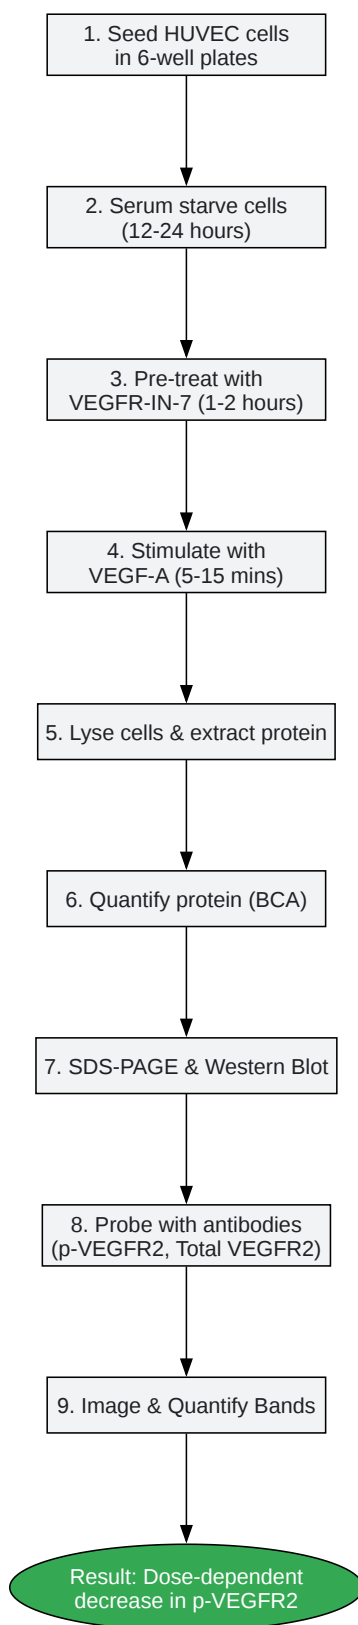 1. Seed HUVEC cells
in 6-well plates
2. Serum starve cells
(12-24 hours)
3. Pre-treat with
VEGFR-IN-7 (1-2 hours)
4. Stimulate with
VEGF-A (5-15 mins)
5. Lyse cells & extract protein
6. Quantify protein (BCA)
7. SDS-PAGE & Western Blot
8. Probe with antibodies
(p-VEGFR2, Total VEGFR2)
9. Image & Quantify Bands
Result: Dose-dependent
decrease in p-VEGFR2